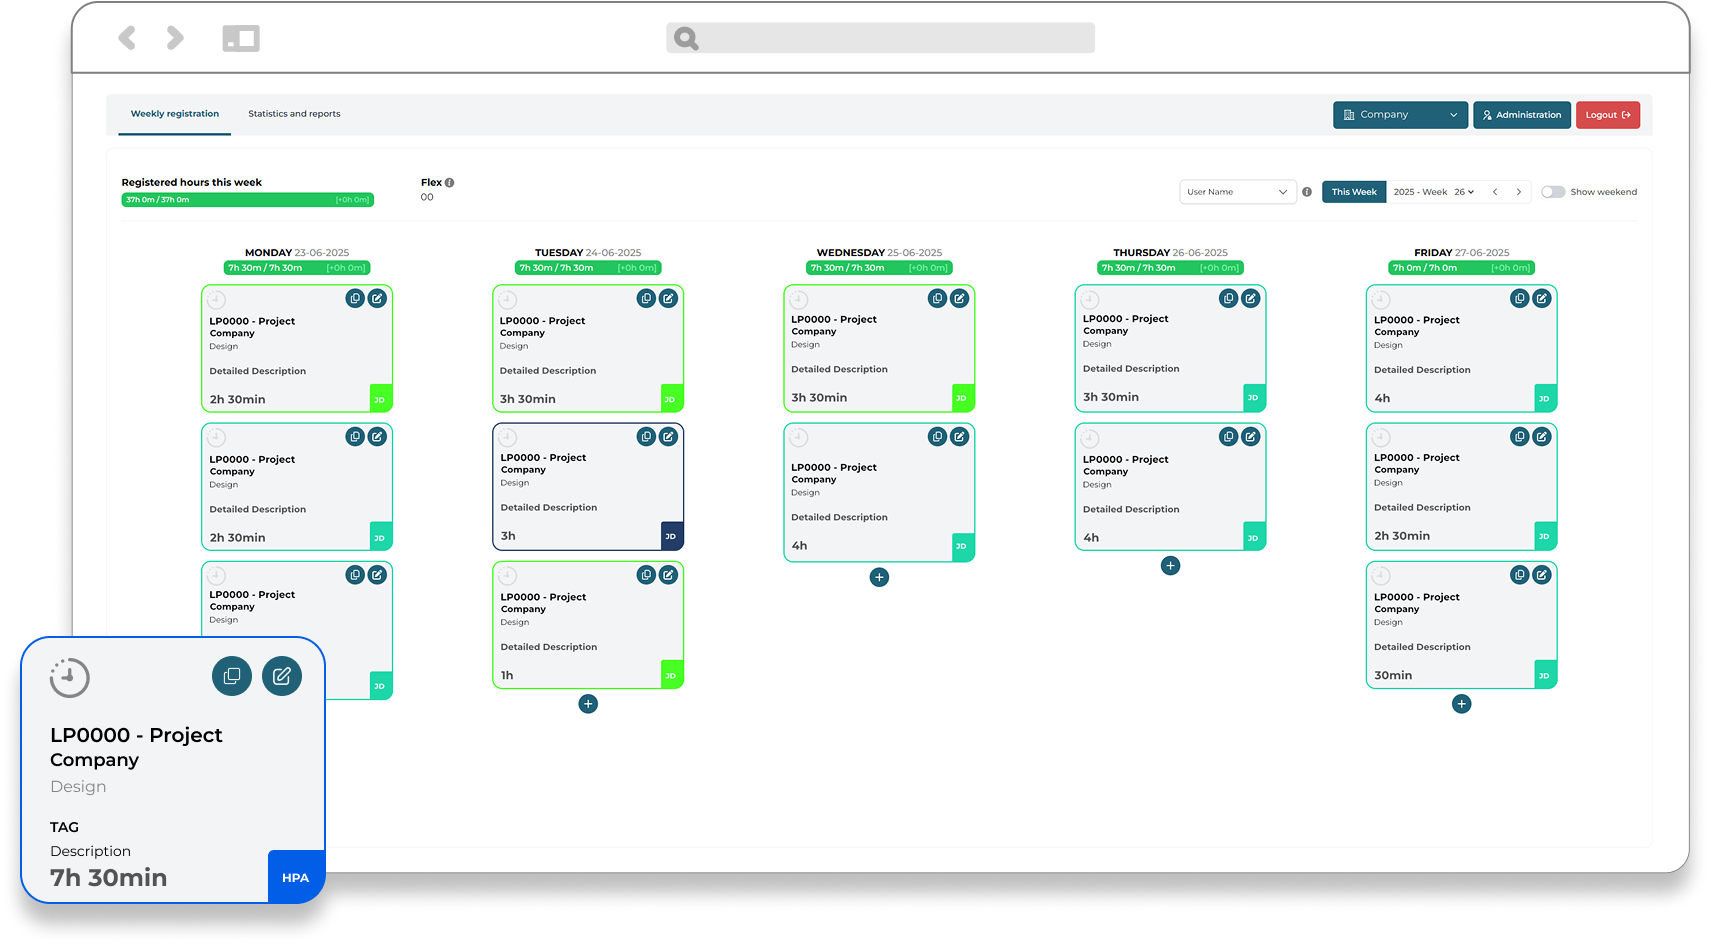 Weekly registration
Statistics and reports
Company
Administration
Logout
Registered hours this week
37h 0m / 37h 0m [+0h 0m]
Flex
00
User Name
This Week
2025 - Week 26
Show weekend
MONDAY 23-06-2025
7h 30m / 7h 30m [+0h 0m]
LP0000 - Project
Company
Design
Detailed Description
2h 30min
JD
LP0000 - Project
Company
Design
Detailed Description
2h 30min
JD
LP0000 - Project
Company
Design
JD
TUESDAY 24-06-2025
7h 30m / 7h 30m [+0h 0m]
LP0000 - Project
Company
Design
Detailed Description
3h 30min
JD
LP0000 - Project
Company
Design
Detailed Description
3h
JD
LP0000 - Project
Company
Design
Detailed Description
1h
JD
WEDNESDAY 25-06-2025
7h 30m / 7h 30m [+0h 0m]
LP0000 - Project
Company
Design
Detailed Description
3h 30min
JD
LP0000 - Project
Company
Design
Detailed Description
4h
JD
THURSDAY 26-06-2025
7h 30m / 7h 30m [+0h 0m]
LP0000 - Project
Company
Design
Detailed Description
3h 30min
JD
LP0000 - Project
Company
Design
Detailed Description
4h
JD
FRIDAY 27-06-2025
7h 0m / 7h 0m [+0h 0m]
LP0000 - Project
Company
Design
Detailed Description
4h
JD
LP0000 - Project
Company
Design
Detailed Description
2h 30min
JD
LP0000 - Project
Company
Design
Detailed Description
30min
JD
LP0000 - Project
Company
Design
TAG
Description
7h 30min
HPA